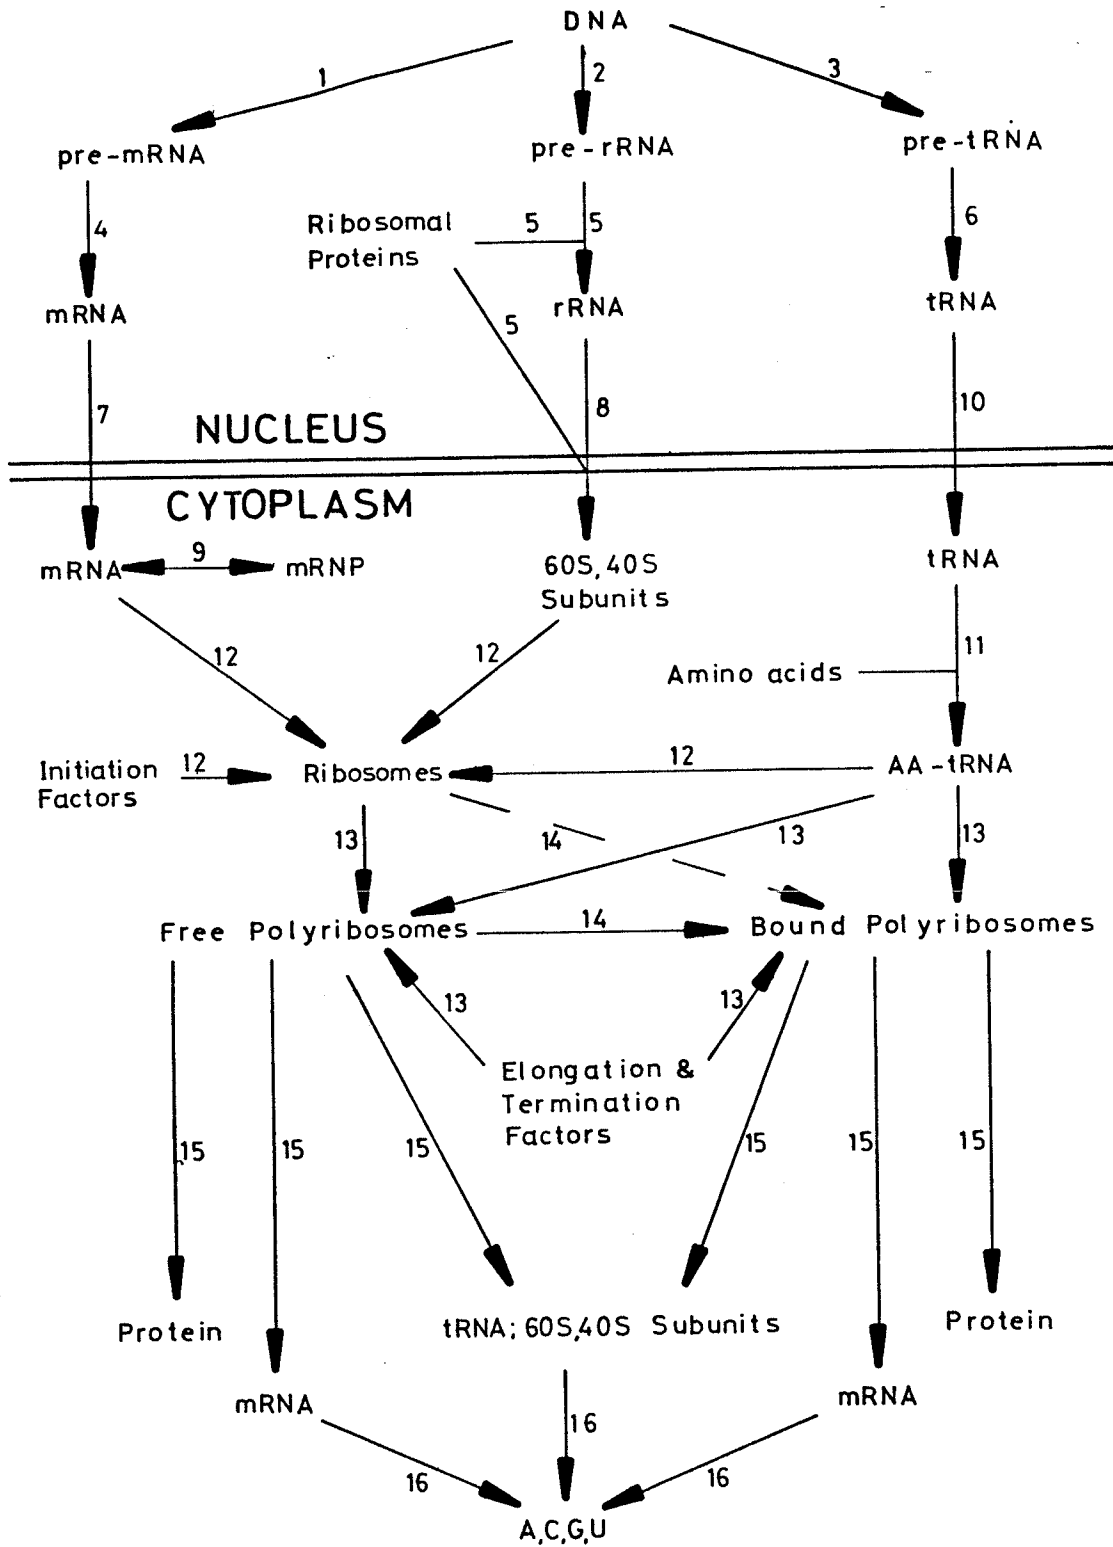 DNA
1
2
3
pre-mRNA
pre-rRNA
pre-tRNA
4
Ribosomal
Proteins
5
5
6
mRNA
5
rRNA
tRNA
7
8
10
NUCLEUS
CYTOPLASM
mRNA
9
mRNP
60S,40S
Subunits
tRNA
12
12
11
Amino acids
Initiation
Factors
12
Ribosomes
12
AA-tRNA
13
14
13
13
Free Polyribosomes
14
Bound Polyribosomes
13
13
Elongation &
Termination
Factors
15
15
15
15
15
15
Protein
tRNA; 60S,40S Subunits
Protein
mRNA
mRNA
16
16
16
A,C,G,U